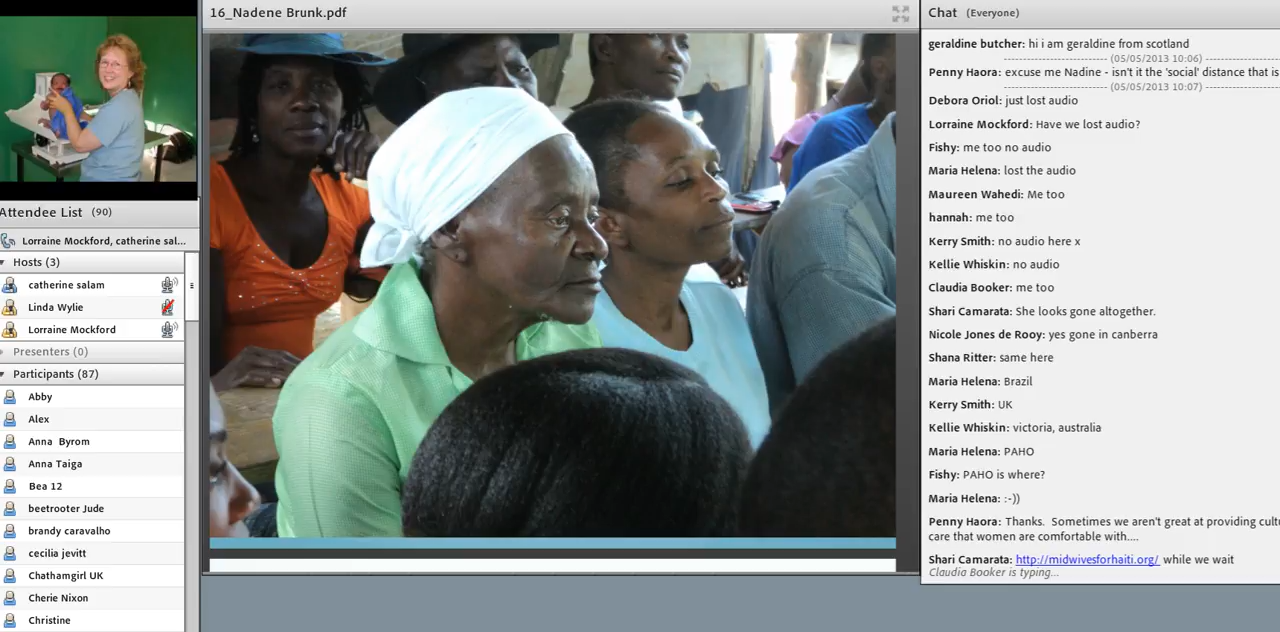 16_Nadene Brunk.pdf
Attendee List (90)
Lorraine Mockford, catherine sal...
Hosts (3)
catherine salam
Linda Wylie
Lorraine Mockford
Presenters (0)
Participants (87)
Abby
Alex
Anna Byrom
Anna Taiga
Bea 12
beetrooter Jude
brandy caravalho
cecilia jevitt
Chathamgirl UK
Cherie Nixon
Christine
Chat (Everyone)
geraldine butcher: hi i am geraldine from scotland
(05/05/2013 10:06)
Penny Haora: excuse me Nadine - isn't it the 'social' distance that is
(05/05/2013 10:07)
Debora Oriol: just lost audio
Lorraine Mockford: Have we lost audio?
Fishy: me too no audio
Maria Helena: lost the audio
Maureen Wahedi: Me too
hannah: me too
Kerry Smith: no audio here x
Kellie Whiskin: no audio
Claudia Booker: me too
Shari Camarata: She looks gone altogether.
Nicole Jones de Rooy: yes gone in canberra
Shana Ritter: same here
Maria Helena: Brazil
Kerry Smith: UK
Kellie Whiskin: victoria, australia
Maria Helena: PAHO
Fishy: PAHO is where?
Maria Helena: :-))
Penny Haora: Thanks. Sometimes we aren't great at providing cult
care that women are comfortable with....
Shari Camarata: http://midwivesforhaiti.org/ while we wait
Claudia Booker is typing...